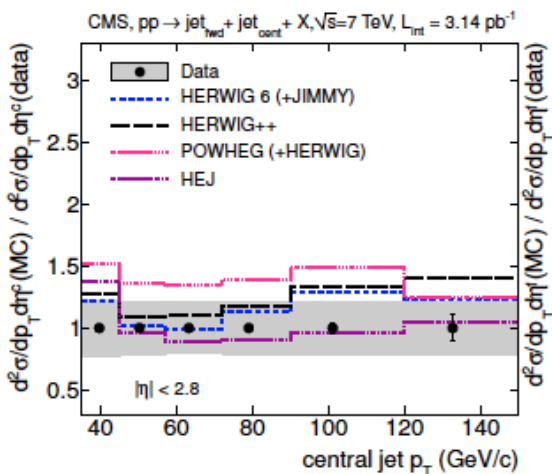 CMS, pp → jet_fwd + jet_cent + X, √s=7 TeV, L_int = 3.14 pb⁻¹
d²σ/dp_T dη^c(MC) / d²σ/dp_T dη^c(data)
3
2.5
2
1.5
1
0.5
Data
HERWIG 6 (+JIMMY)
HERWIG++
POWHEG (+HERWIG)
HEJ
|η| < 2.8
40 60 80 100 120 140
central jet p_T (GeV/c)
d²σ/dp_T dη^f(MC) / d²σ/dp_T dη^f(data)